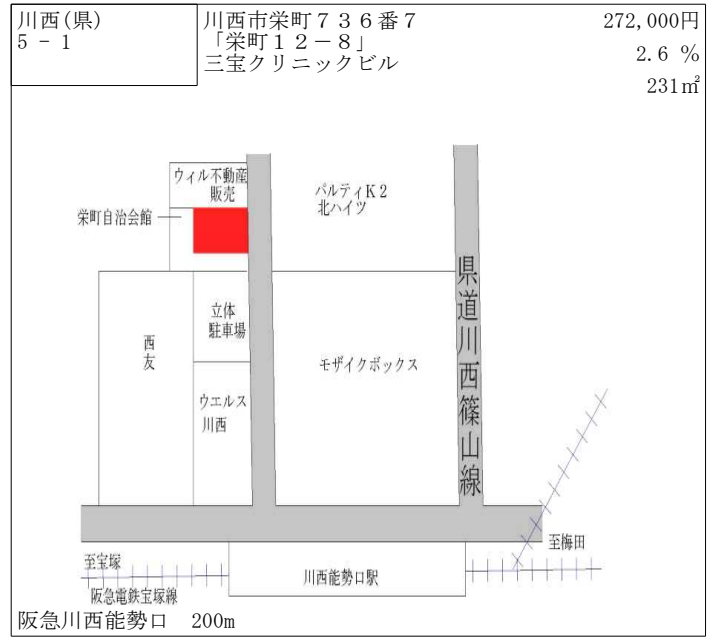 川西(県)
5 - 1
川西市栄町７３６番７
「栄町１２－８」
三宝クリニックビル
272,000円
2.6 %
231㎡
ウィル不動産
販売
栄町自治会館
パルティK２
北ハイツ
県道川西篠山線
西友
立体
駐車場
モザイクボックス
ウエルス
川西
至宝塚
阪急電鉄宝塚線
川西能勢口駅
至梅田
阪急川西能勢口 200m